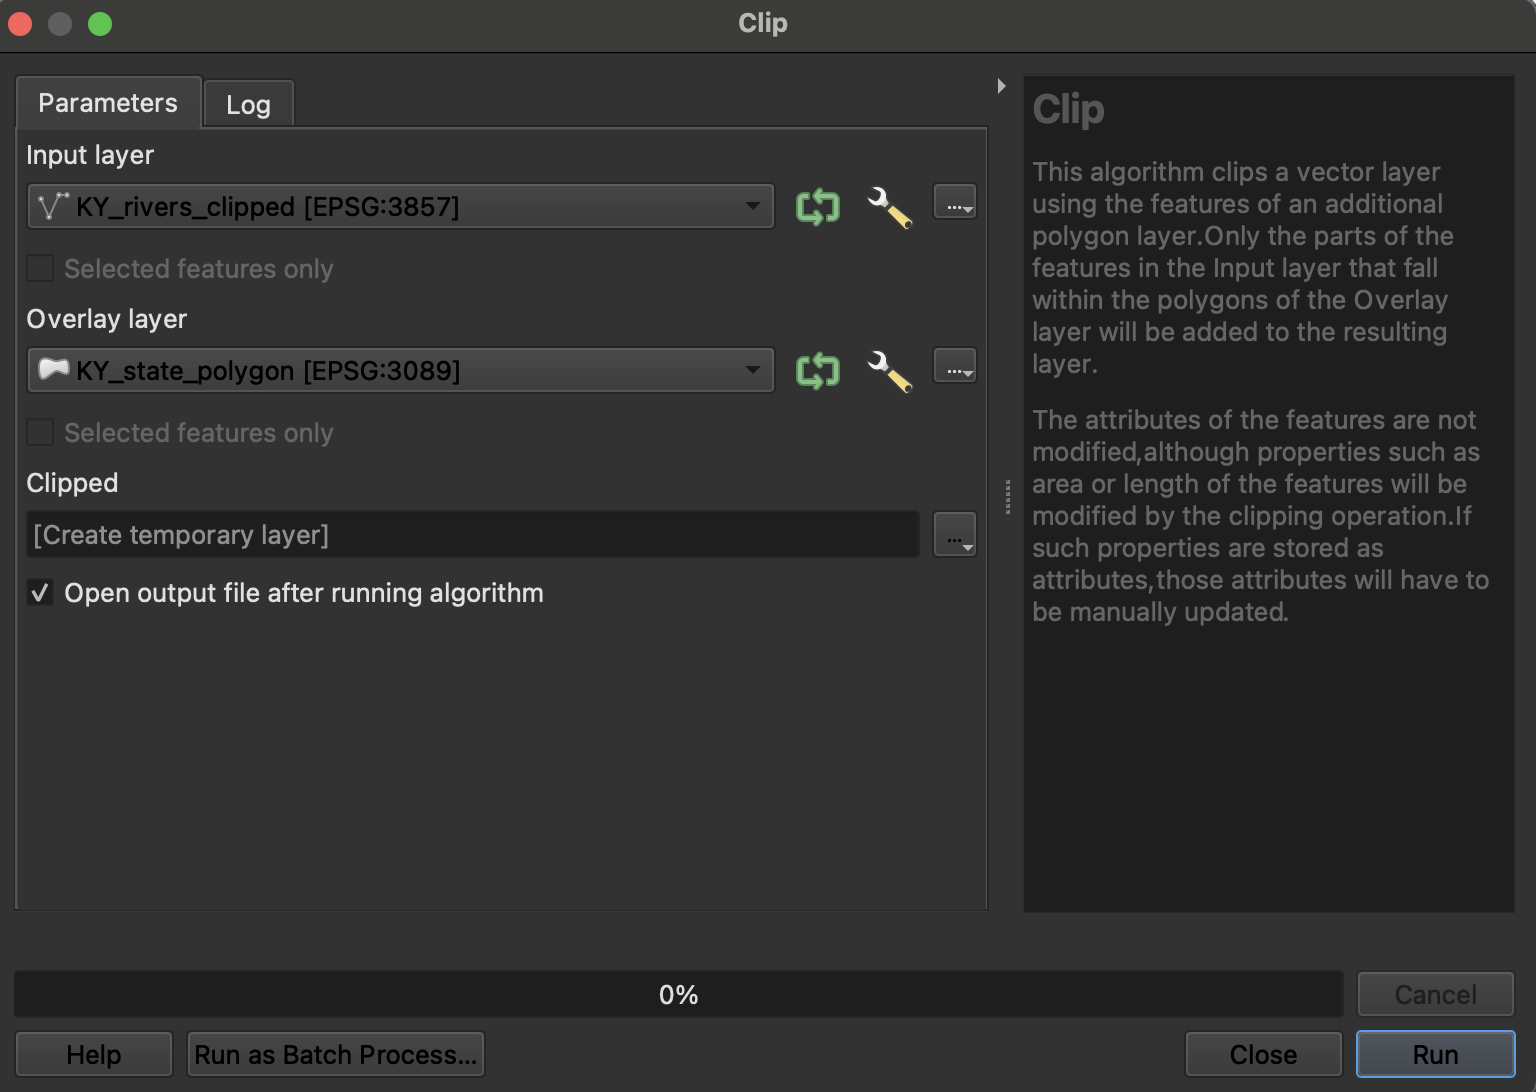 Clip
Parameters
Log
Input layer
KY_rivers_clipped [EPSG:3857]
...
Selected features only
Overlay layer
KY_state_polygon [EPSG:3089]
...
Selected features only
Clipped
[Create temporary layer]
...
Open output file after running algorithm
Clip
This algorithm clips a vector layer
using the features of an additional
polygon layer.Only the parts of the
features in the Input layer that fall
within the polygons of the Overlay
layer will be added to the resulting
layer.
The attributes of the features are not
modified,although properties such as
area or length of the features will be
modified by the clipping operation.If
such properties are stored as
attributes,those attributes will have to
be manually updated.
0%
Cancel
Help
Run as Batch Process...
Close
Run